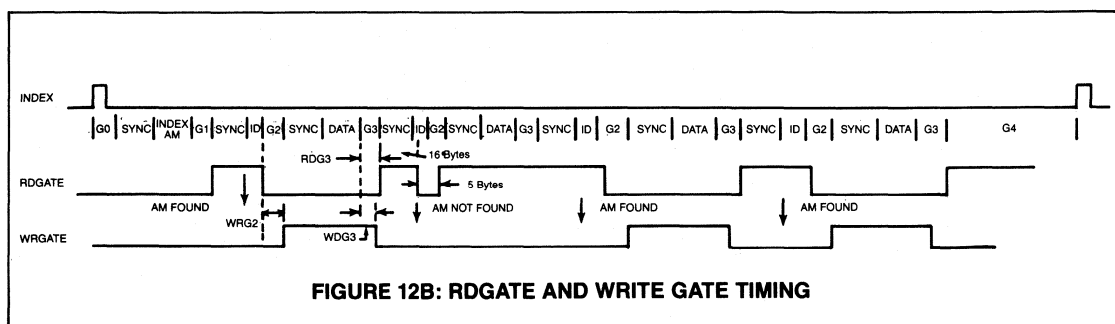 INDEX
G0 SYNC INDEX AM G1 SYNC ID G2 SYNC DATA G3 SYNC ID G2 SYNC DATA G3 SYNC ID G2 SYNC DATA G3 SYNC ID G2 SYNC DATA G3 G4
RDG3 16 Bytes
RDGATE
5 Bytes
AM FOUND AM NOT FOUND AM FOUND AM FOUND
WRG2
WRGATE
WDG3
FIGURE 12B: RDGATE AND WRITE GATE TIMING